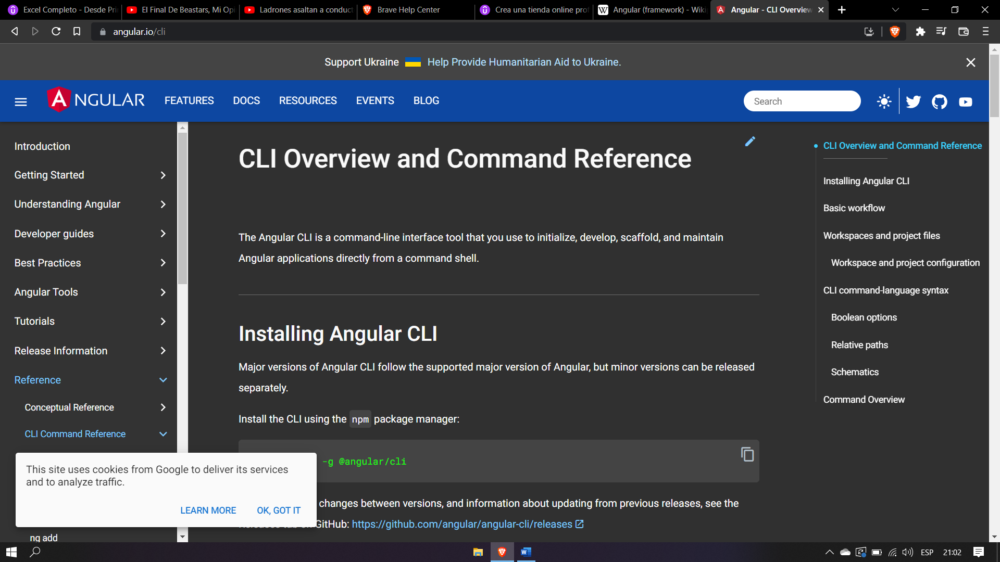 Excel Completo - Desde Pri
El Final De Beastars, Mi Opi
Ladrones asaltan a conduct
Brave Help Center
Crea una tienda online prof
Angular (framework) - Wiki
Angular - CLI Overview
angular.io/cli
Support Ukraine Help Provide Humanitarian Aid to Ukraine.
ANGULAR
FEATURES
DOCS
RESOURCES
EVENTS
BLOG
Search
Introduction
Getting Started
Understanding Angular
Developer guides
Best Practices
Angular Tools
Tutorials
Release Information
Reference
Conceptual Reference
CLI Command Reference
ng add
CLI Overview and Command Reference
The Angular CLI is a command-line interface tool that you use to initialize, develop, scaffold, and maintain
Angular applications directly from a command shell.
Installing Angular CLI
Major versions of Angular CLI follow the supported major version of Angular, but minor versions can be released
separately.
Install the CLI using the npm package manager:
-g @angular/cli
changes between versions, and information about updating from previous releases, see the
GitHub: https://github.com/angular/angular-cli/releases
This site uses cookies from Google to deliver its services
and to analyze traffic.
LEARN MORE
OK, GOT IT
CLI Overview and Command Reference
Installing Angular CLI
Basic workflow
Workspaces and project files
Workspace and project configuration
CLI command-language syntax
Boolean options
Relative paths
Schematics
Command Overview
ESP
21:02